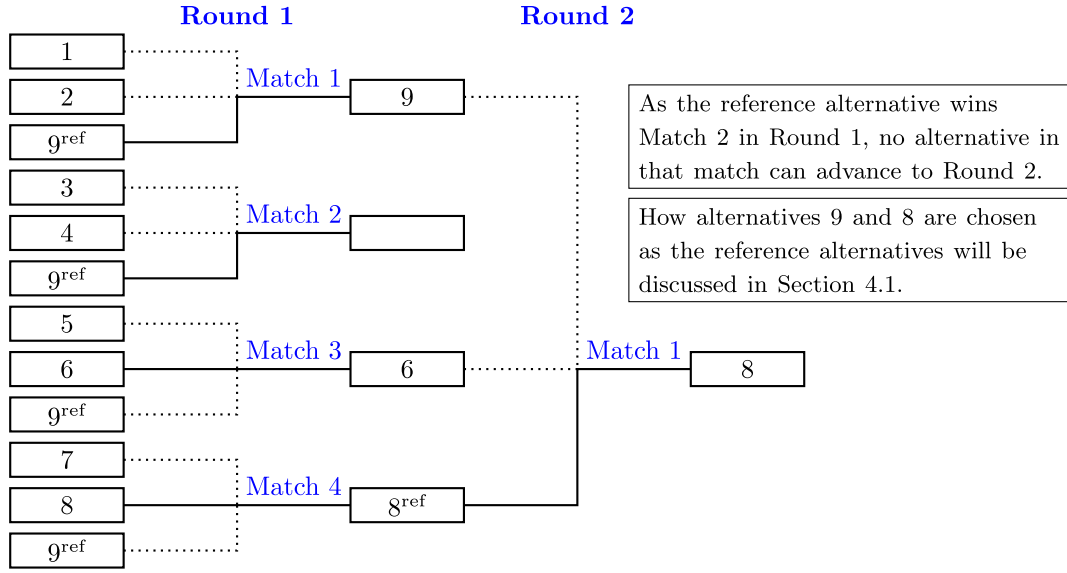 Round 1
Round 2
1
2
9ref
Match 1
9
3
4
9ref
Match 2
5
6
9ref
Match 3
6
7
8
9ref
Match 4
8ref
Match 1
8
As the reference alternative wins
Match 2 in Round 1, no alternative in
that match can advance to Round 2.
How alternatives 9 and 8 are chosen
as the reference alternatives will be
discussed in Section 4.1.